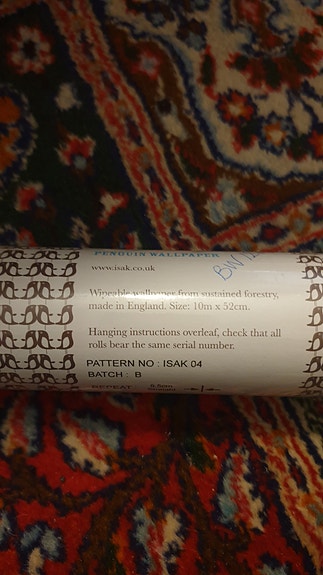 PENGUIN WALLPAPER
www.isak.co.uk
Wipeable wallpaper from sustained forestry,
made in England. Size: 10m x 52cm.
Hanging instructions overleaf, check that all
rolls bear the same serial number.
PATTERN NO : ISAK 04
BATCH : B
REPEAT